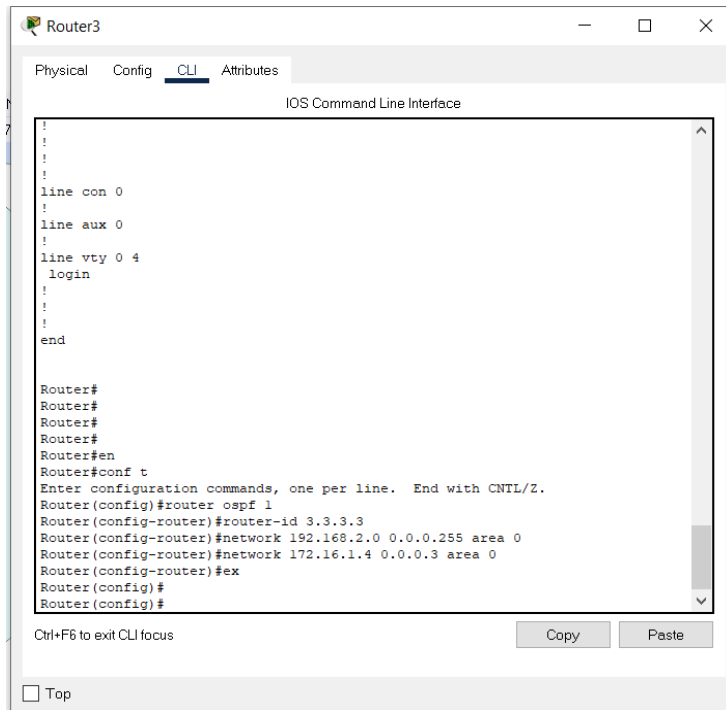 Router3
Physical Config CLI Attributes
IOS Command Line Interface
!
!
!
!
line con 0
!
line aux 0
!
line vty 0 4
login
!
!
!
end
Router#
Router#
Router#
Router#
Router#en
Router#conf t
Enter configuration commands, one per line. End with CNTL/Z.
Router(config)#router ospf 1
Router(config-router)#router-id 3.3.3.3
Router(config-router)#network 192.168.2.0 0.0.0.255 area 0
Router(config-router)#network 172.16.1.4 0.0.0.3 area 0
Router(config-router)#ex
Router(config)#
Router(config)#
Ctrl+F6 to exit CLI focus
Copy Paste
Top